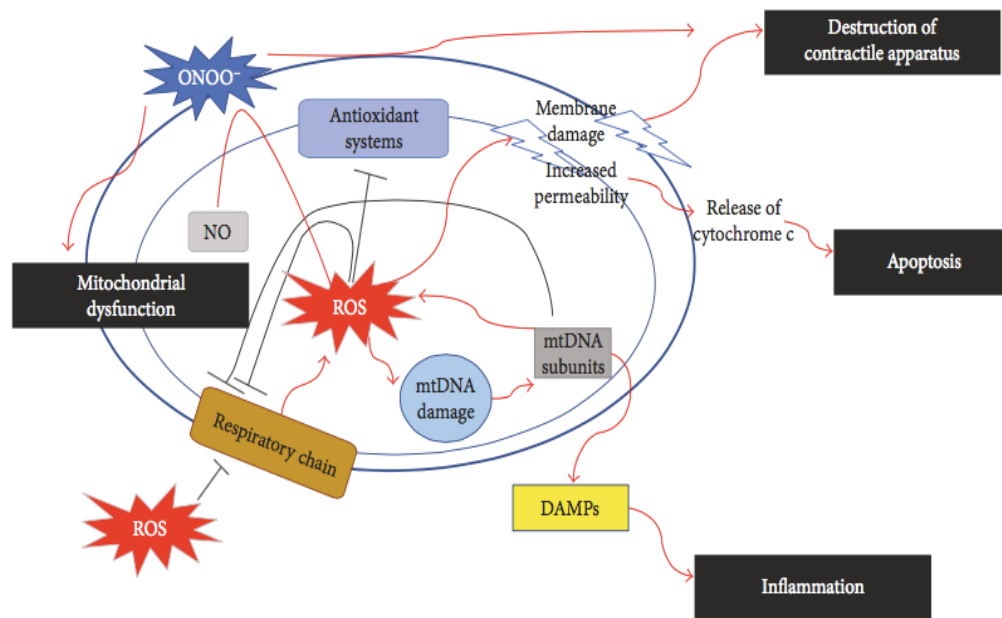 Destruction of
contractile apparatus
ONOO⁻
Antioxidant
systems
Membrane
damage
Increased
permeability
Release of
cytochrome c
Apoptosis
NO
Mitochondrial
dysfunction
ROS
mtDNA
subunits
mtDNA
damage
Respiratory chain
ROS
DAMPs
Inflammation